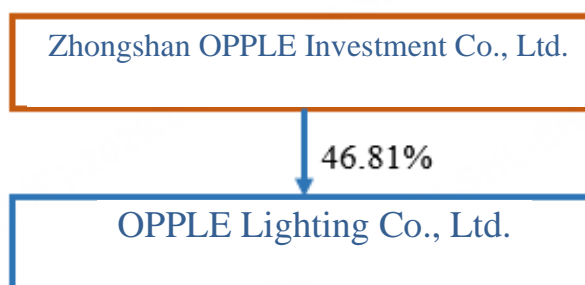 Zhongshan OPPLE Investment Co., Ltd.
46.81%
OPPLE Lighting Co., Ltd.